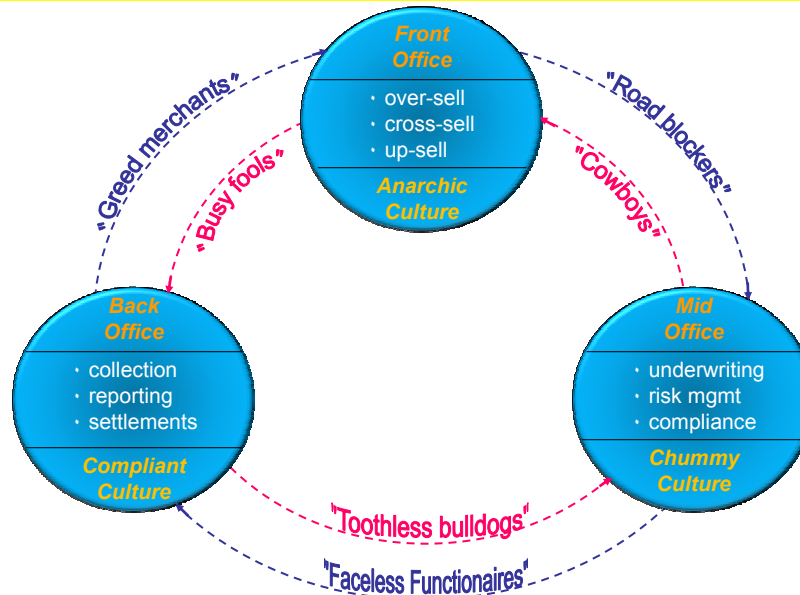 Front
Office
· over-sell
· cross-sell
· up-sell
Anarchic
Culture
"Greed merchants"
"Busy fools"
"Cowboys"
"Road blockers"
Back
Office
· collection
· reporting
· settlements
Compliant
Culture
Mid
Office
· underwriting
· risk mgmt
· compliance
Chummy
Culture
"Toothless bulldogs"
"Faceless Functionaires"